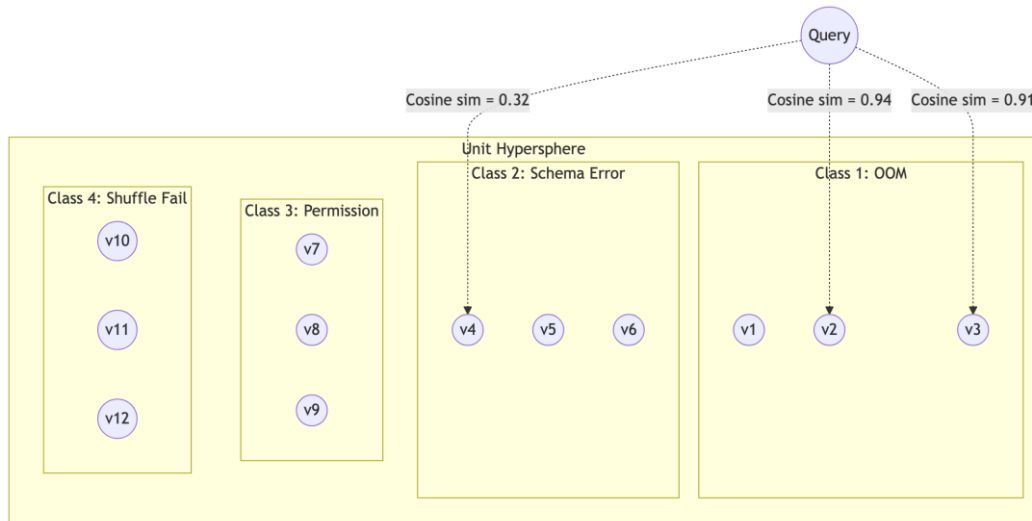 Query
Cosine sim = 0.32
Cosine sim = 0.94
Cosine sim = 0.91
Unit Hypersphere
Class 4: Shuffle Fail
v10
v11
v12
Class 3: Permission
v7
v8
v9
Class 2: Schema Error
v4
v5
v6
Class 1: OOM
v1
v2
v3